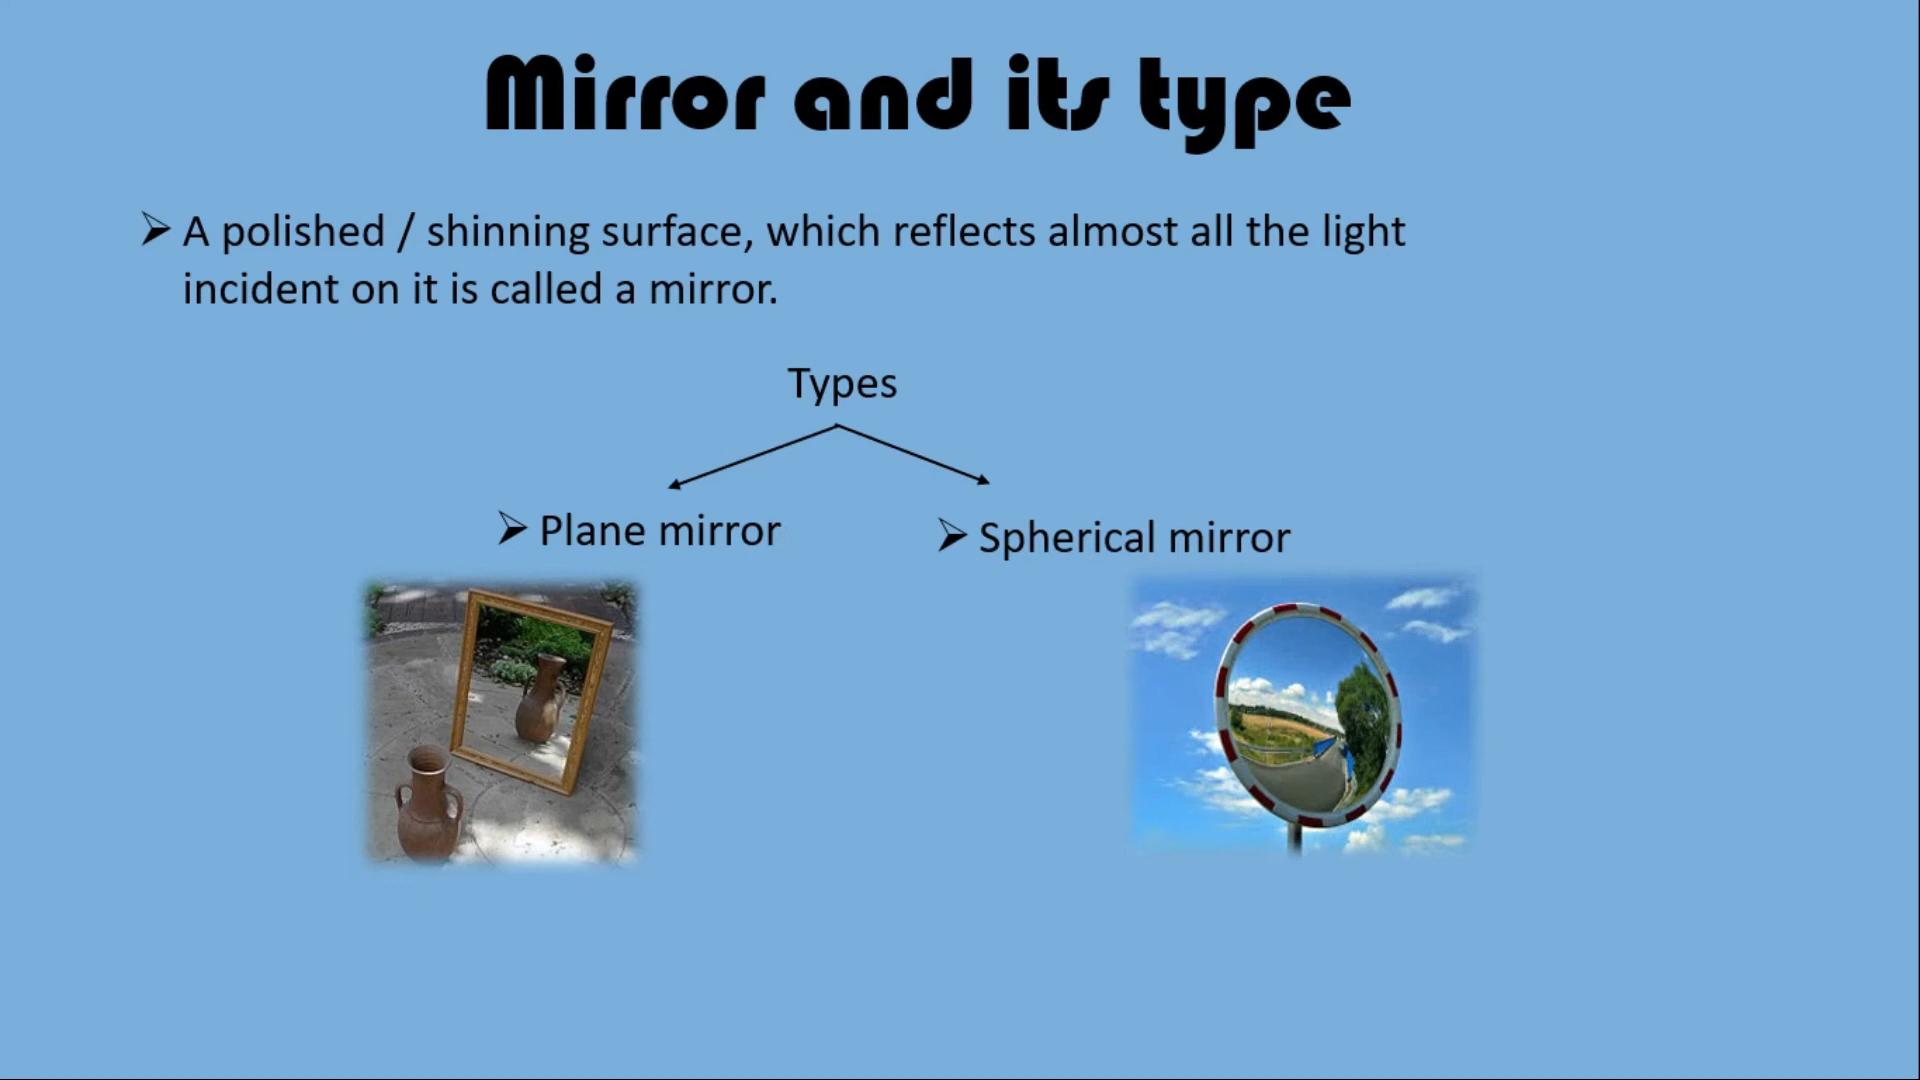 Mirror and its type
➢ A polished / shinning surface, which reflects almost all the light
incident on it is called a mirror.
Types
➢ Plane mirror
➢ Spherical mirror